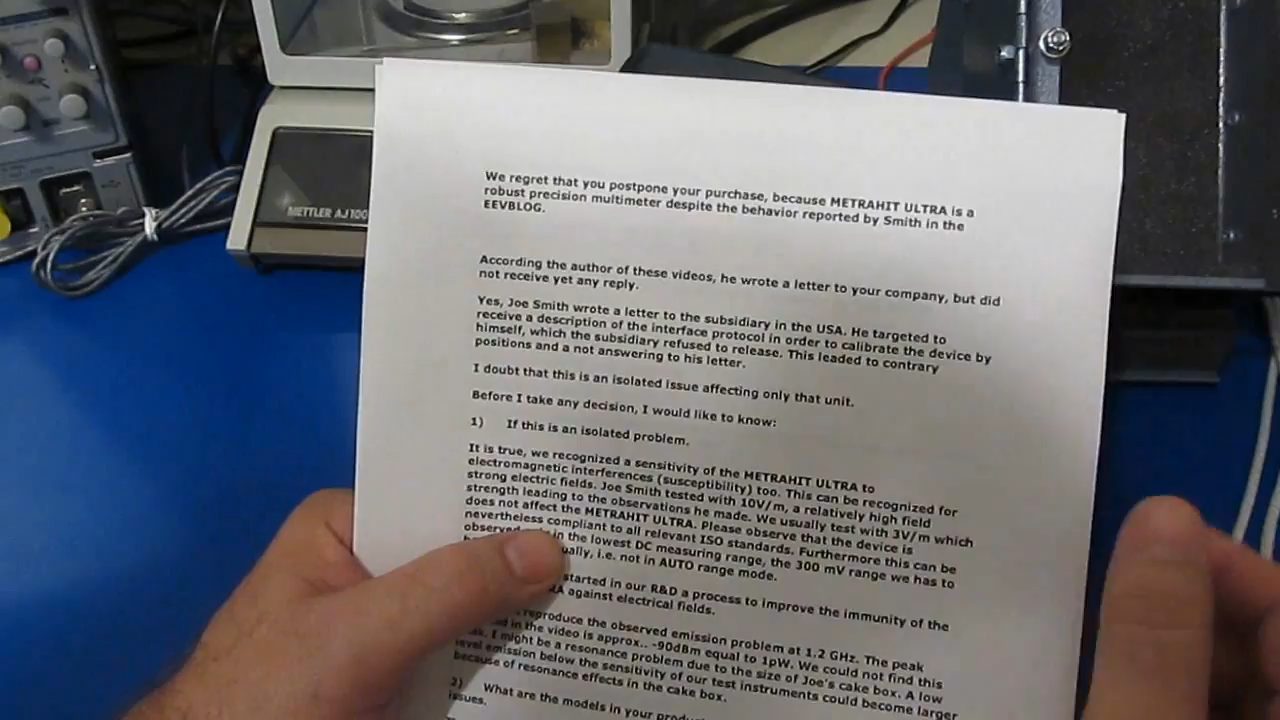 METTLER AJ100
We regret that you postpone your purchase, because METRAHIT ULTRA is a
robust precision multimeter despite the behavior reported by Smith in the
EEVBLOG.
According the author of these videos, he wrote a letter to your company, but did
not receive yet any reply.
Yes, Joe Smith wrote a letter to the subsidiary in the USA. He targeted to
receive a description of the interface protocol in order to calibrate the device by
himself, which the subsidiary refused to release. This leaded to contrary
positions and a not answering to his letter.
I doubt that this is an isolated issue affecting only that unit.
Before I take any decision, I would like to know:
1) If this is an isolated problem.
It is true, we recognized a sensitivity of the METRAHIT ULTRA to
electromagnetic interferences (susceptibility) too. This can be recognized for
strong electric fields. Joe Smith tested with 10V/m, a relatively high field
strength leading to the observations he made. We usually test with 3V/m which
does not affect the METRAHIT ULTRA. Please observe that the device is
nevertheless compliant to all relevant ISO standards. Furthermore this can be
observed in the lowest DC measuring range, the 300 mV range we has to
i.e. not in AUTO range mode.
started in our R&D a process to improve the immunity of the
against electrical fields.
reproduce the observed emission problem at 1.2 GHz. The peak
in the video is approx.. -90dBm equal to 1pW. We could not find this
I might be a resonance problem due to the size of Joe's cake box. A low
level emission below the sensitivity of our test instruments could become larger
because of resonance effects in the cake box.
2) What are the models in your
issues.